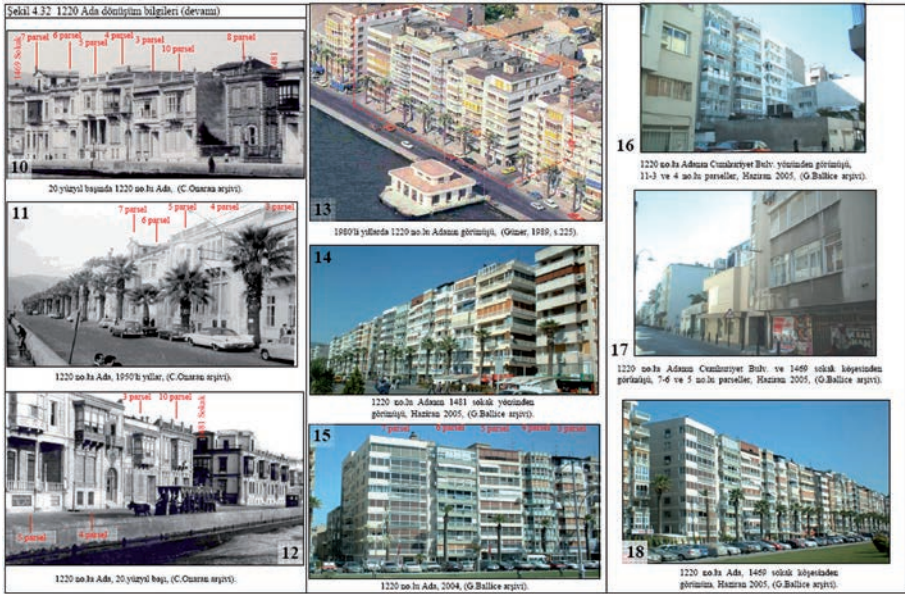 Şekil 4.32 1220 Ada dönüşüm bilgileri (devamı)
1469 Sokak
7 parsel
6 parsel
5 parsel
4 parsel
3 parsel
10 parsel
8 parsel
1481
10
20.yüzyıl başında 1220 no.lu Ada, (C.Onaran arşivi).
11
7 parsel
6 parsel
5 parsel
4 parsel
3 parsel
1220 no.lu Ada, 1950'li yıllar, (C.Onaran arşivi).
3 parsel
10 parsel
1481 Sokak
5 parsel
4 parsel
12
1220 no.lu Ada, 20.yüzyıl başı, (C.Onaran arşivi).
13
1980'li yıllarda 1220 no.lu Adanın görünüşü, (Güner, 1989, s.225).
14
1220 no.lu Adanın 1481 sokak yönünden
görünüşü, Haziran 2005, (G.Ballice arşivi).
15
7 parsel
6 parsel
5 parsel
4 parsel
3 parsel
1220 no.lu Ada, 2004, (G.Ballice arşivi).
16
1220 no.lu Adanın Cumhuriyet Bulv. yönünden görünüşü,
11-3 ve 4 no.lu parseller, Haziran 2005, (G.Ballice arşivi).
17
1220 no.lu Adanın Cumhuriyet Bulv. ve 1469 sokak köşesinden
görünüşü, 7-6 ve 5 no.lu parseller, Haziran 2005, (G.Ballice arşivi).
18
1220 no.lu Ada, 1469 sokak köşesinden
görünüm, Haziran 2005, (G.Ballice arşivi).